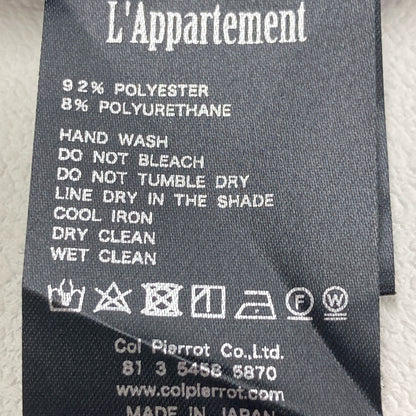 L'Appartement
92% POLYESTER
8% POLYURETHANE
HAND WASH
DO NOT BLEACH
DO NOT TUMBLE DRY
LINE DRY IN THE SHADE
COOL IRON
DRY CLEAN
WET CLEAN
F W
Col Pierrot Co.,Ltd.
81 3 5458 5870
www.colpierrot.com
MADE IN JAPAN